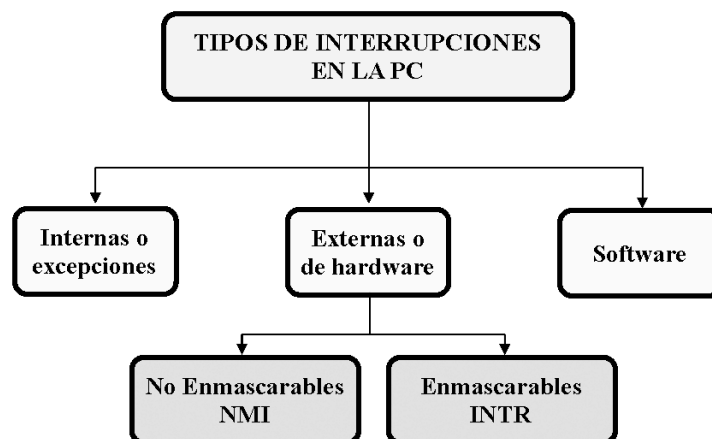 TIPOS DE INTERRUPCIONES
EN LA PC
Internas o
excepciones
Externas o
de hardware
Software
No Enmascarables
NMI
Enmascarables
INTR